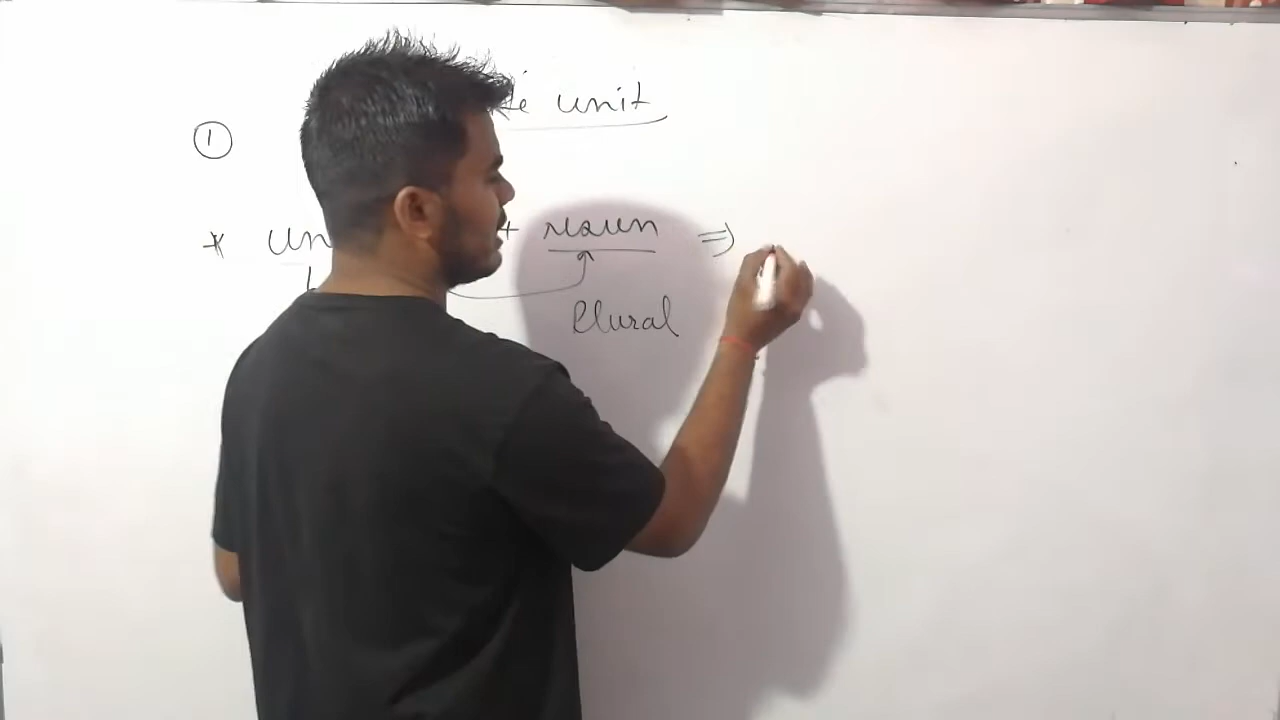 unit
①
* un + noun ⇒
Plural